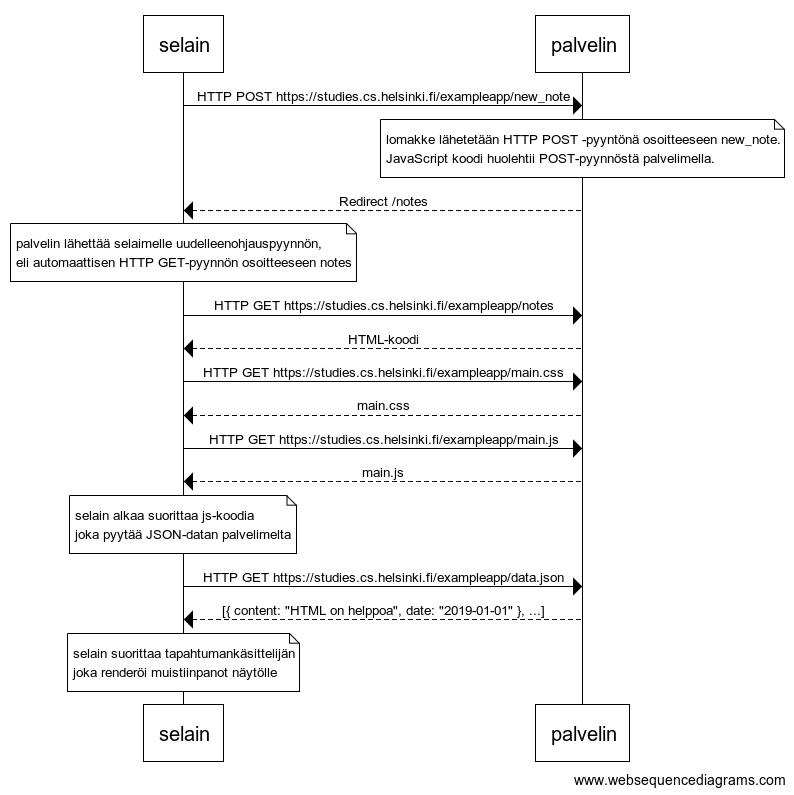 selain palvelin
HTTP POST https://studies.cs.helsinki.fi/exampleapp/new_note
lomakke lähetetään HTTP POST -pyyntönä osoitteeseen new_note.
JavaScript koodi huolehtii POST-pyynnöstä palvelimella.
Redirect /notes
palvelin lähettää selaimelle uudelleenohjauspyynnön,
eli automaattisen HTTP GET-pyynnön osoitteeseen notes
HTTP GET https://studies.cs.helsinki.fi/exampleapp/notes
HTML-koodi
HTTP GET https://studies.cs.helsinki.fi/exampleapp/main.css
main.css
HTTP GET https://studies.cs.helsinki.fi/exampleapp/main.js
main.js
selain alkaa suorittaa js-koodia
joka pyytää JSON-datan palvelimelta
HTTP GET https://studies.cs.helsinki.fi/exampleapp/data.json
[{ content: "HTML on helppoa", date: "2019-01-01" }, ...]
selain suorittaa tapahtumankäsittelijän
joka renderöi muistiinpanot näytölle
selain palvelin
www.websequencediagrams.com